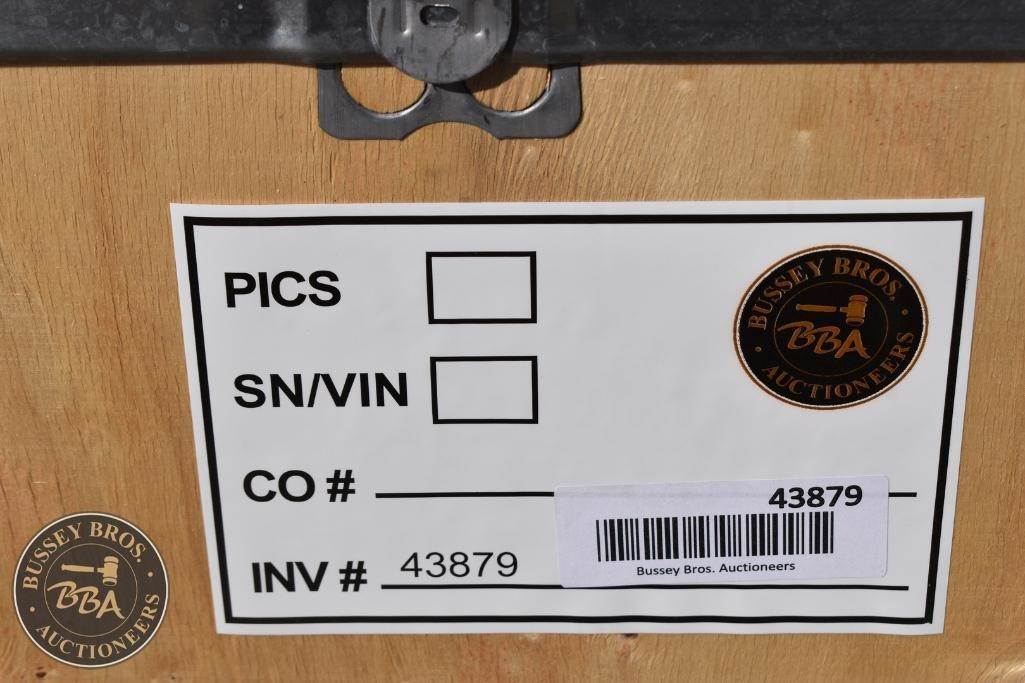 PICS
BUSSEY BROS.
BBA
AUCTIONEERS
SN/VIN
CO #
43879
INV # 43879
Bussey Bros. Auctioneers
BUSSEY BROS.
BBA
AUCTIONEERS